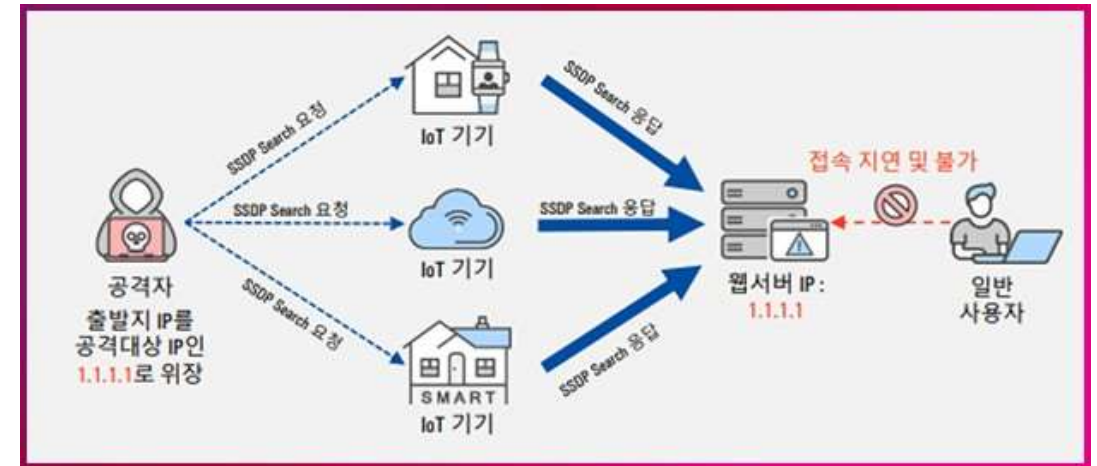 SSDP Search 요청
SSDP Search 요청
SSDP Search 요청
공격자
출발지 IP를
공격대상 IP인
1.1.1.1로 위장
IoT 기기
IoT 기기
SMART
IoT 기기
SSDP Search 응답
SSDP Search 응답
SSDP Search 응답
웹서버 IP :
1.1.1.1
접속 지연 및 불가
일반
사용자